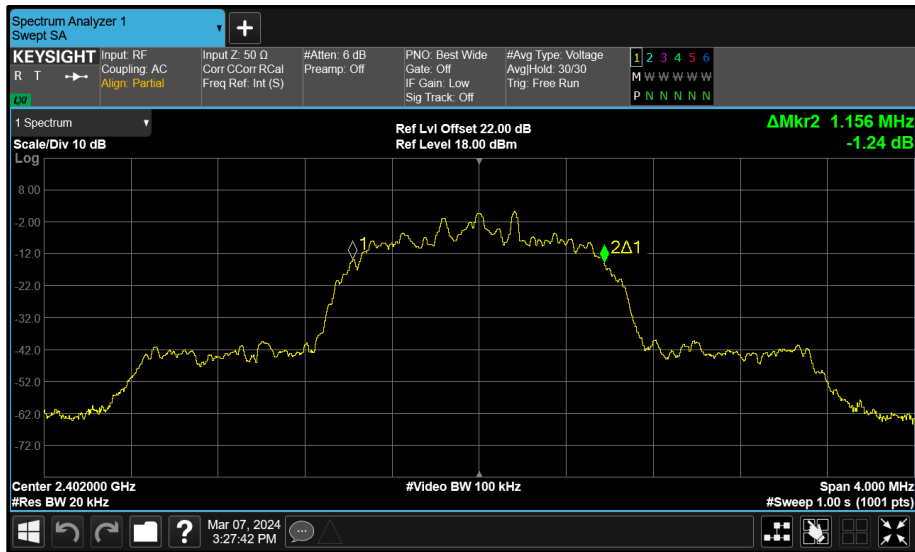 Spectrum Analyzer 1
Swept SA
+
KEYSIGHT
R T
LXI
Input: RF
Coupling: AC
Align: Partial
Input Z: 50 Ω
Corr CCorr RCal
Freq Ref: Int (S)
#Atten: 6 dB
Preamp: Off
PNO: Best Wide
Gate: Off
IF Gain: Low
Sig Track: Off
#Avg Type: Voltage
Avg|Hold: 30/30
Trig: Free Run
1 2 3 4 5 6
M W W W W W
P N N N N N
1 Spectrum
Scale/Div 10 dB
Ref Lvl Offset 22.00 dB
Ref Level 18.00 dBm
ΔMkr2 1.156 MHz
-1.24 dB
Log
8.00
-2.00
-12.0
-22.0
-32.0
-42.0
-52.0
-62.0
-72.0
1
2Δ1
Center 2.402000 GHz
#Video BW 100 kHz
Span 4.000 MHz
#Res BW 20 kHz
#Sweep 1.00 s (1001 pts)
?
Mar 07, 2024
3:27:42 PM